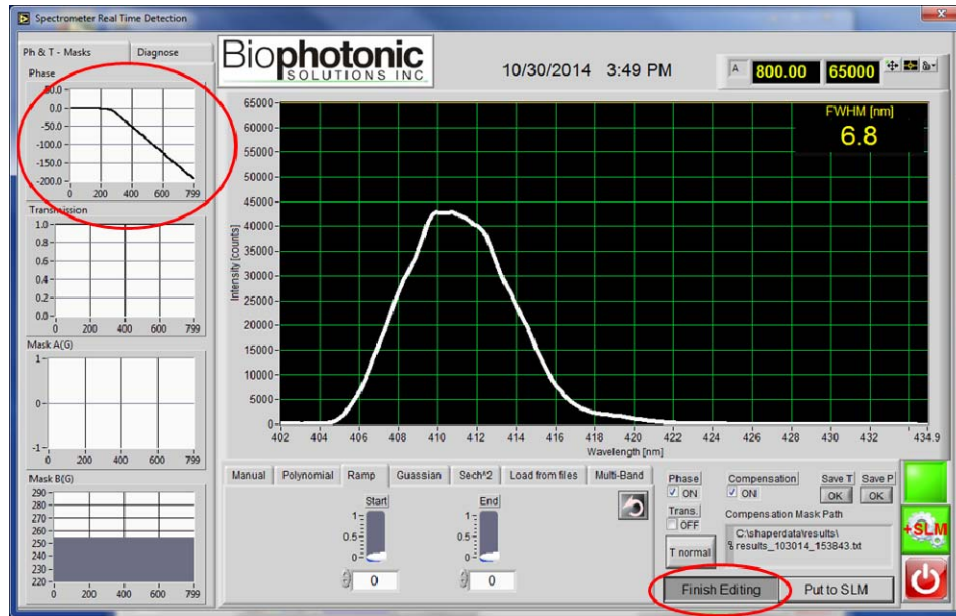 Spectrometer Real Time Detection
Ph & T - Masks
Diagnose
Biophotonic
SOLUTIONS INC.
10/30/2014 3:49 PM
A 800.00 65000
Phase
50.0
0.0
-50.0
-100.0
-150.0
-200.0
0 200 400 600 799
Transmission
1.0
0.8
0.6
0.4
0.2
0.0
0 200 400 600 799
Mask A(G)
1
0
-1
0 200 400 600 799
Mask B(G)
290
280
270
260
250
240
230
220
0 200 400 600 799
FWHM [nm]
6.8
Intensity [counts]
65000
60000
55000
50000
45000
40000
35000
30000
25000
20000
15000
10000
5000
0
402 404 406 408 410 412 414 416 418 420 422 424 426 428 430 432 434.9
Wavelength [nm]
Manual Polynomial Ramp Guassian Sech^2 Load from files Multi-Band
Start
1
0.5
0
0
End
1
0.5
0
0
Phase
ON
Trans.
OFF
T normal
Compensation
ON
Save T Save P
OK OK
Compensation Mask Path
C:\shaperdata\results\
results_103014_153843.txt
Finish Editing
Put to SLM
+SLM